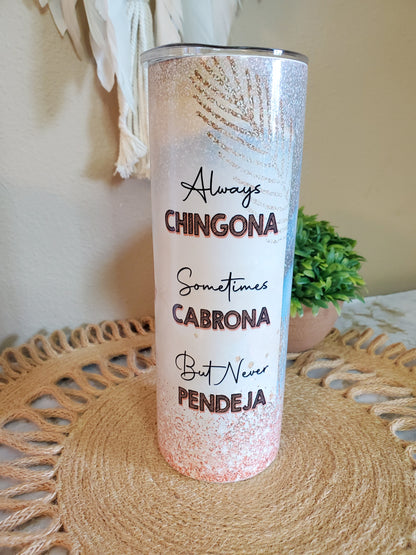 Always
CHINGONA
Sometimes
CABRONA
But Never
PENDEJA